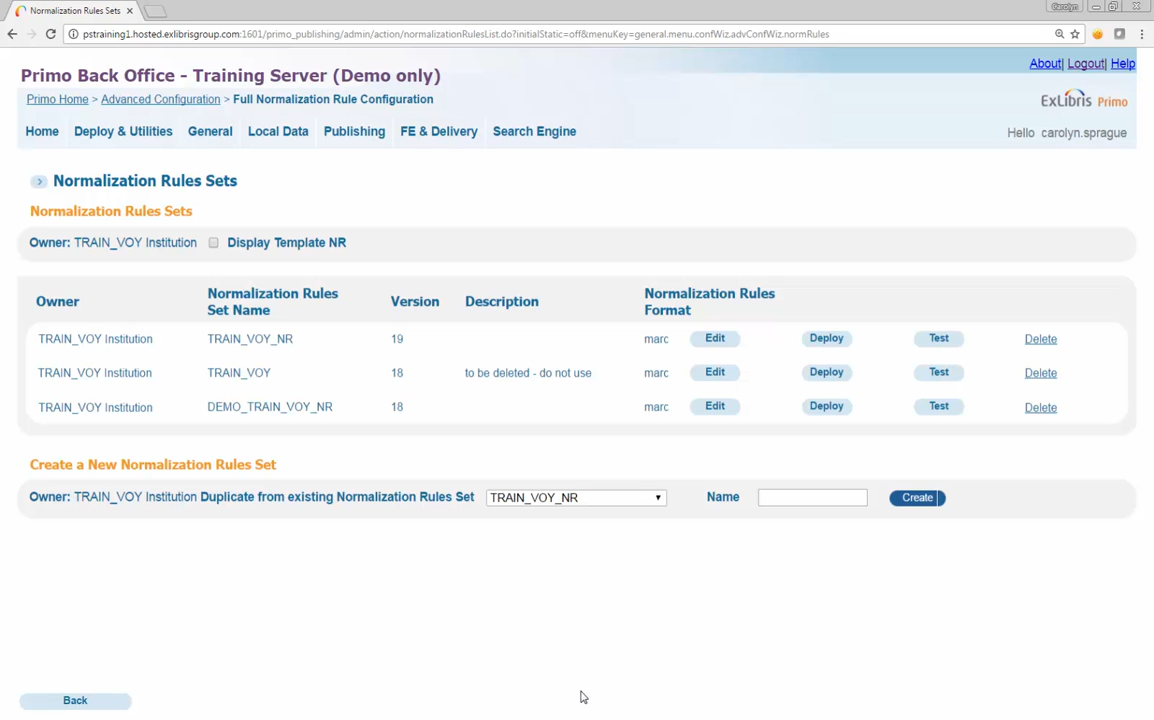 Normalization Rules Sets
Carolyn
pstraining1.hosted.exlibrisgroup.com:1601/primo_publishing/admin/action/normalizationRulesList.do?initialStatic=off&menuKey=general.menu.confWiz.advConfWiz.normRules
About| Logout| Help
Primo Back Office - Training Server (Demo only)
Primo Home > Advanced Configuration > Full Normalization Rule Configuration
ExLibris Primo
Home Deploy & Utilities General Local Data Publishing FE & Delivery Search Engine
Hello carolyn.sprague
Normalization Rules Sets
Normalization Rules Sets
Owner: TRAIN_VOY Institution Display Template NR
Owner Normalization Rules Set Name Version Description Normalization Rules Format
TRAIN_VOY Institution TRAIN_VOY_NR 19 marc Edit Deploy Test Delete
TRAIN_VOY Institution TRAIN_VOY 18 to be deleted - do not use marc Edit Deploy Test Delete
TRAIN_VOY Institution DEMO_TRAIN_VOY_NR 18 marc Edit Deploy Test Delete
Create a New Normalization Rules Set
Owner: TRAIN_VOY Institution Duplicate from existing Normalization Rules Set TRAIN_VOY_NR Name Create
Back